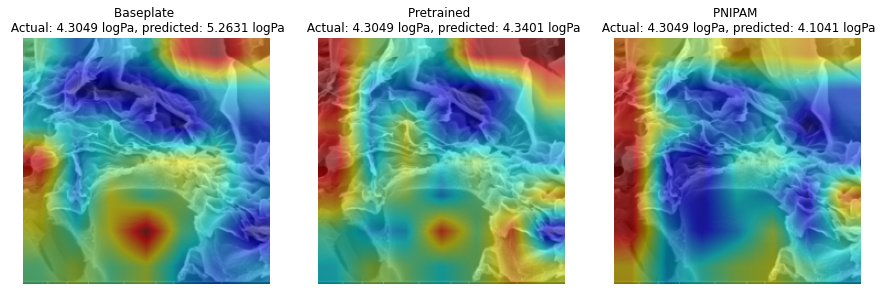 Baseplate
Actual: 4.3049 logPa, predicted: 5.2631 logPa
Pretrained
Actual: 4.3049 logPa, predicted: 4.3401 logPa
PNIPAM
Actual: 4.3049 logPa, predicted: 4.1041 logPa